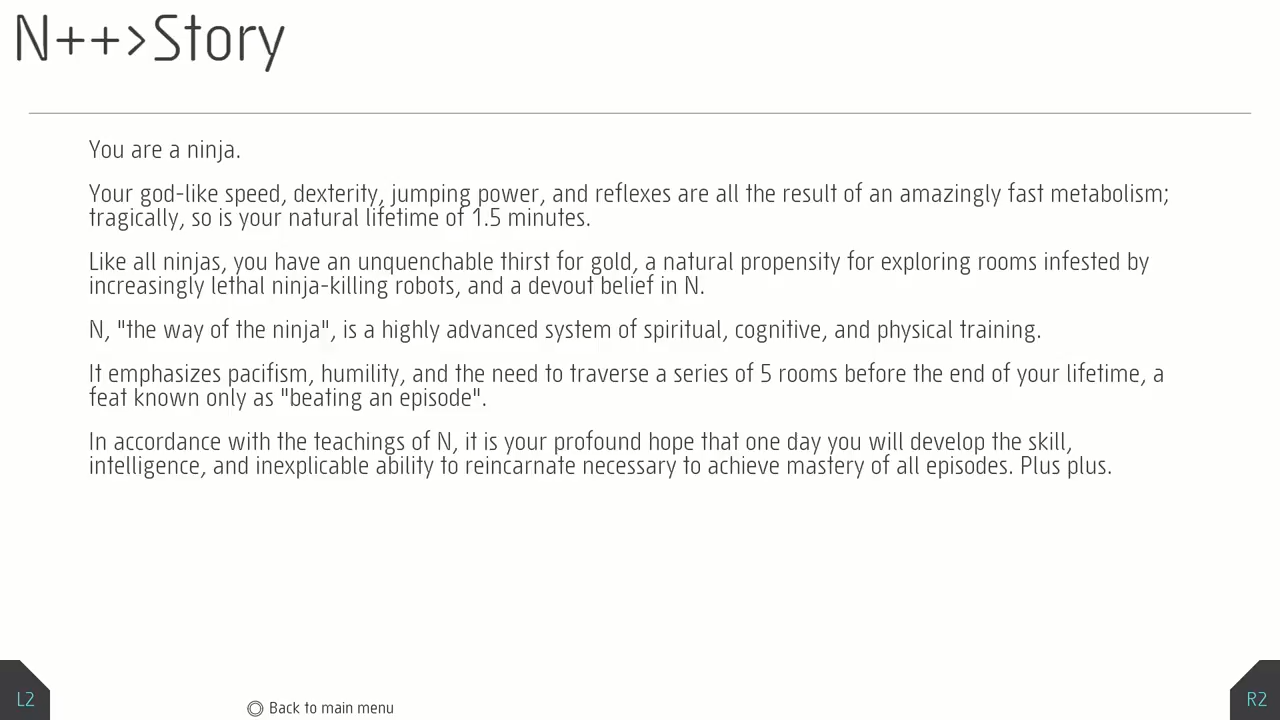 N++>Story
You are a ninja.
Your god-like speed, dexterity, jumping power, and reflexes are all the result of an amazingly fast metabolism;
tragically, so is your natural lifetime of 1.5 minutes.
Like all ninjas, you have an unquenchable thirst for gold, a natural propensity for exploring rooms infested by
increasingly lethal ninja-killing robots, and a devout belief in N.
N, "the way of the ninja", is a highly advanced system of spiritual, cognitive, and physical training.
It emphasizes pacifism, humility, and the need to traverse a series of 5 rooms before the end of your lifetime, a
feat known only as "beating an episode".
In accordance with the teachings of N, it is your profound hope that one day you will develop the skill,
intelligence, and inexplicable ability to reincarnate necessary to achieve mastery of all episodes. Plus plus.
L2
Back to main menu
R2